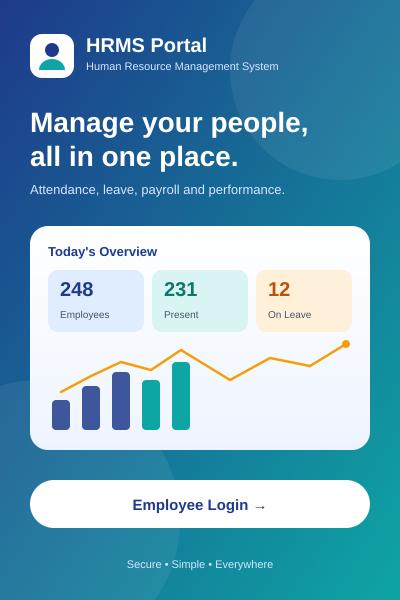 HRMS Portal
Human Resource Management System
Manage your people,
all in one place.
Attendance, leave, payroll and performance.
Today's Overview
248
Employees
231
Present
12
On Leave
Employee Login →
Secure • Simple • Everywhere